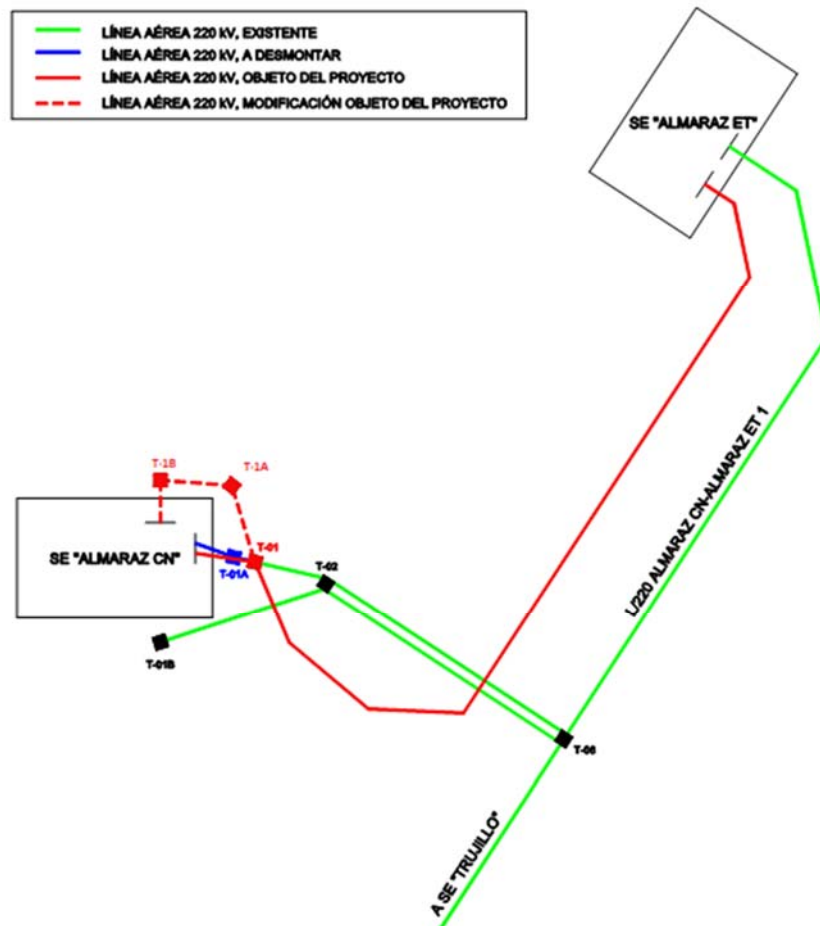 LÍNEA AÉREA 220 kV, EXISTENTE
LÍNEA AÉREA 220 kV, A DESMONTAR
LÍNEA AÉREA 220 kV, OBJETO DEL PROYECTO
LÍNEA AÉREA 220 kV, MODIFICACIÓN OBJETO DEL PROYECTO
SE "ALMARAZ ET"
L/220 ALMARAZ CN-ALMARAZ ET 1
T-1B
T-1A
SE "ALMARAZ CN"
T-01
T-01A
T-02
T-01B
T-06
A SE "TRUJILLO"